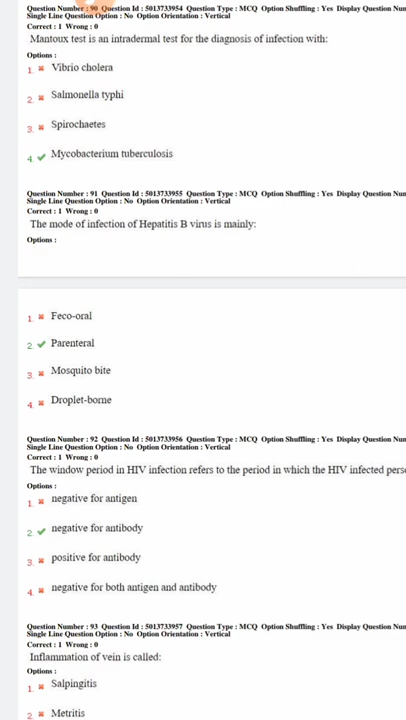 Question Number : 90 Question Id : 5013733954 Question Type : MCQ Option Shuffling : Yes Display Question Num
Single Line Question Option : No Option Orientation : Vertical
Correct : 1 Wrong : 0
Mantoux test is an intradermal test for the diagnosis of infection with:
Options :
1. Vibrio cholera
2. Salmonella typhi
3. Spirochaetes
4. Mycobacterium tuberculosis
Question Number : 91 Question Id : 5013733955 Question Type : MCQ Option Shuffling : Yes Display Question Num
Single Line Question Option : No Option Orientation : Vertical
Correct : 1 Wrong : 0
The mode of infection of Hepatitis B virus is mainly:
Options :
1. Feco-oral
2. Parenteral
3. Mosquito bite
4. Droplet-borne
Question Number : 92 Question Id : 5013733956 Question Type : MCQ Option Shuffling : Yes Display Question Num
Single Line Question Option : No Option Orientation : Vertical
Correct : 1 Wrong : 0
The window period in HIV infection refers to the period in which the HIV infected pers
Options :
1. negative for antigen
2. negative for antibody
3. positive for antibody
4. negative for both antigen and antibody
Question Number : 93 Question Id : 5013733957 Question Type : MCQ Option Shuffling : Yes Display Question Num
Single Line Question Option : No Option Orientation : Vertical
Correct : 1 Wrong : 0
Inflammation of vein is called:
Options :
1. Salpingitis
2. Metritis